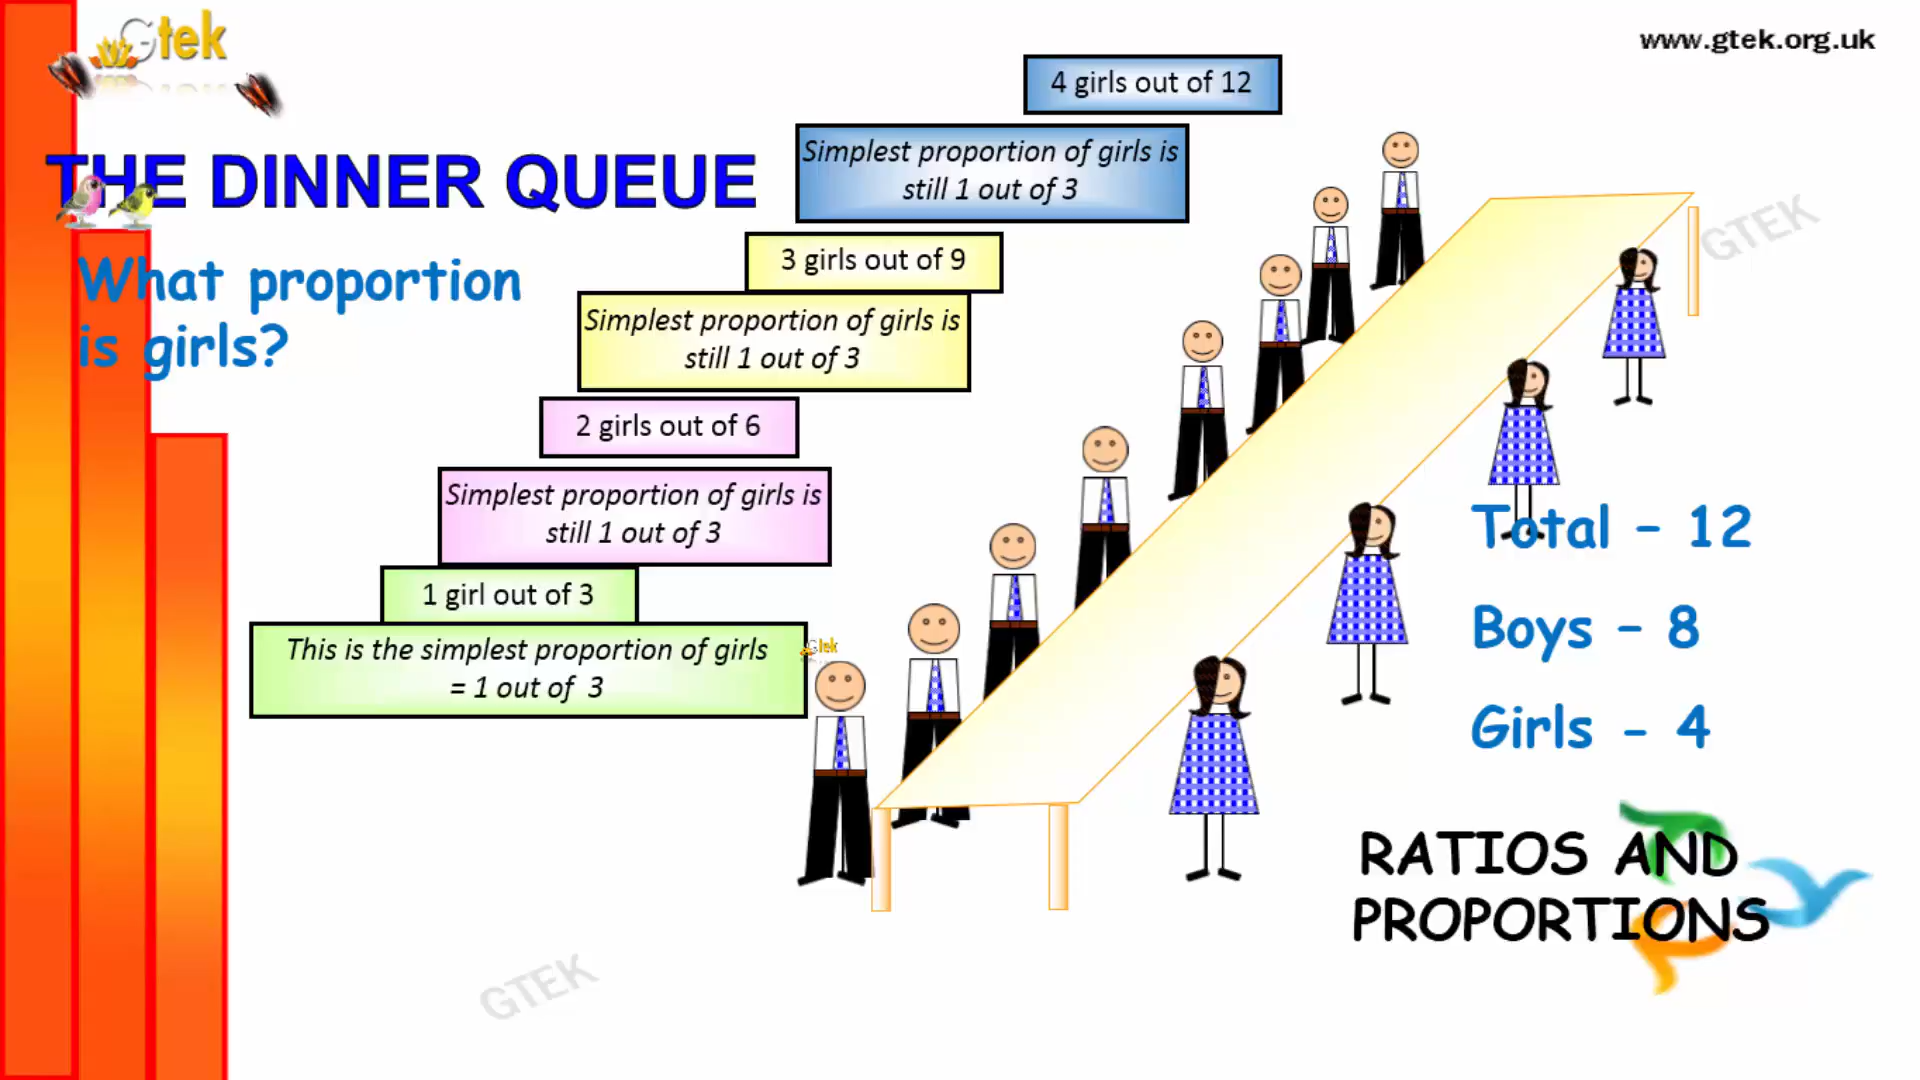 Gtek
www.gtek.org.uk
4 girls out of 12
THE DINNER QUEUE
Simplest proportion of girls is
still 1 out of 3
GTEK
What proportion
is girls?
3 girls out of 9
Simplest proportion of girls is
still 1 out of 3
2 girls out of 6
Simplest proportion of girls is
still 1 out of 3
Total - 12
1 girl out of 3
This is the simplest proportion of girls
= 1 out of 3
Gtek
Boys - 8
Girls - 4
RATIOS AND
PROPORTIONS
GTEK